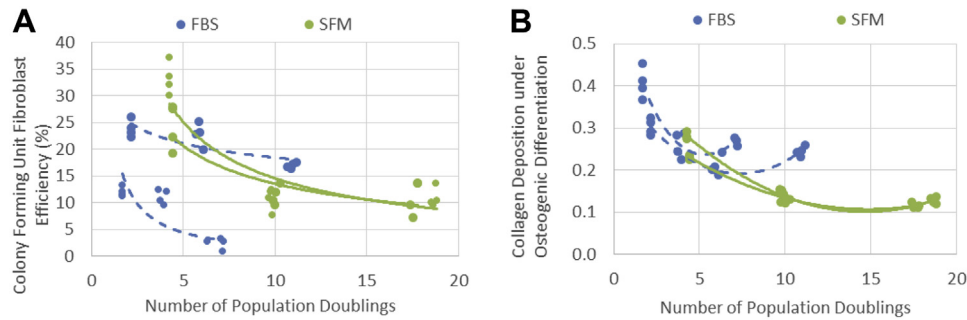 A
FBS SFM
Colony Forming Unit Fibroblast
Efficiency (%)
40
35
30
25
20
15
10
5
0
0 5 10 15 20
Number of Population Doublings
B
FBS SFM
Collagen Deposition under
Osteogenic Differentiation
0.5
0.4
0.3
0.2
0.1
0.0
0 5 10 15 20
Number of Population Doublings